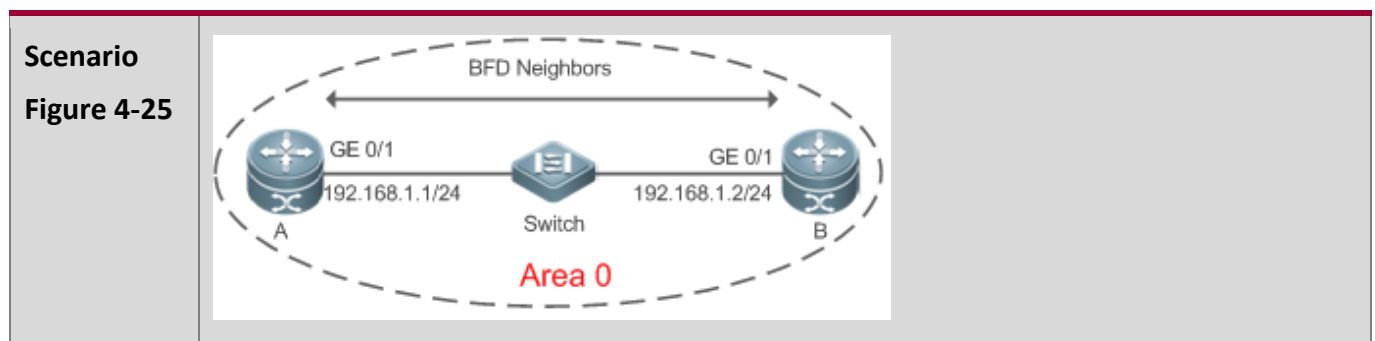 Scenario
Figure 4-25
BFD Neighbors
GE 0/1
GE 0/1
192.168.1.1/24
192.168.1.2/24
Switch
A
B
Area 0